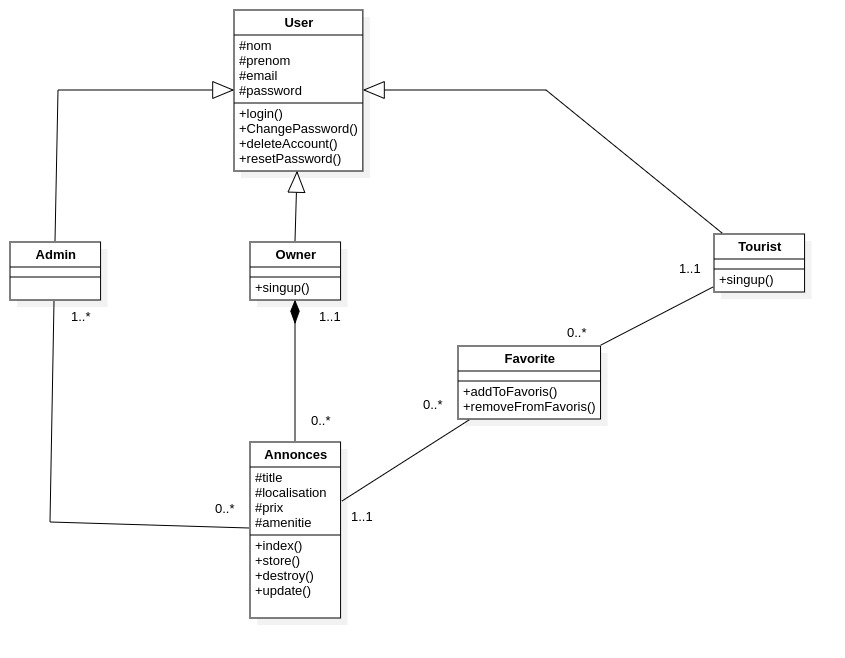 User
#nom
#prenom
#email
#password
+login()
+ChangePassword()
+deleteAccount()
+resetPassword()
Admin
Owner
+singup()
Tourist
+singup()
1..*
1..1
1..1
0..*
Favorite
+addToFavoris()
+removeFromFavoris()
0..*
0..*
Annonces
#title
#localisation
#prix
#amenitie
+index()
+store()
+destroy()
+update()
0..*
1..1